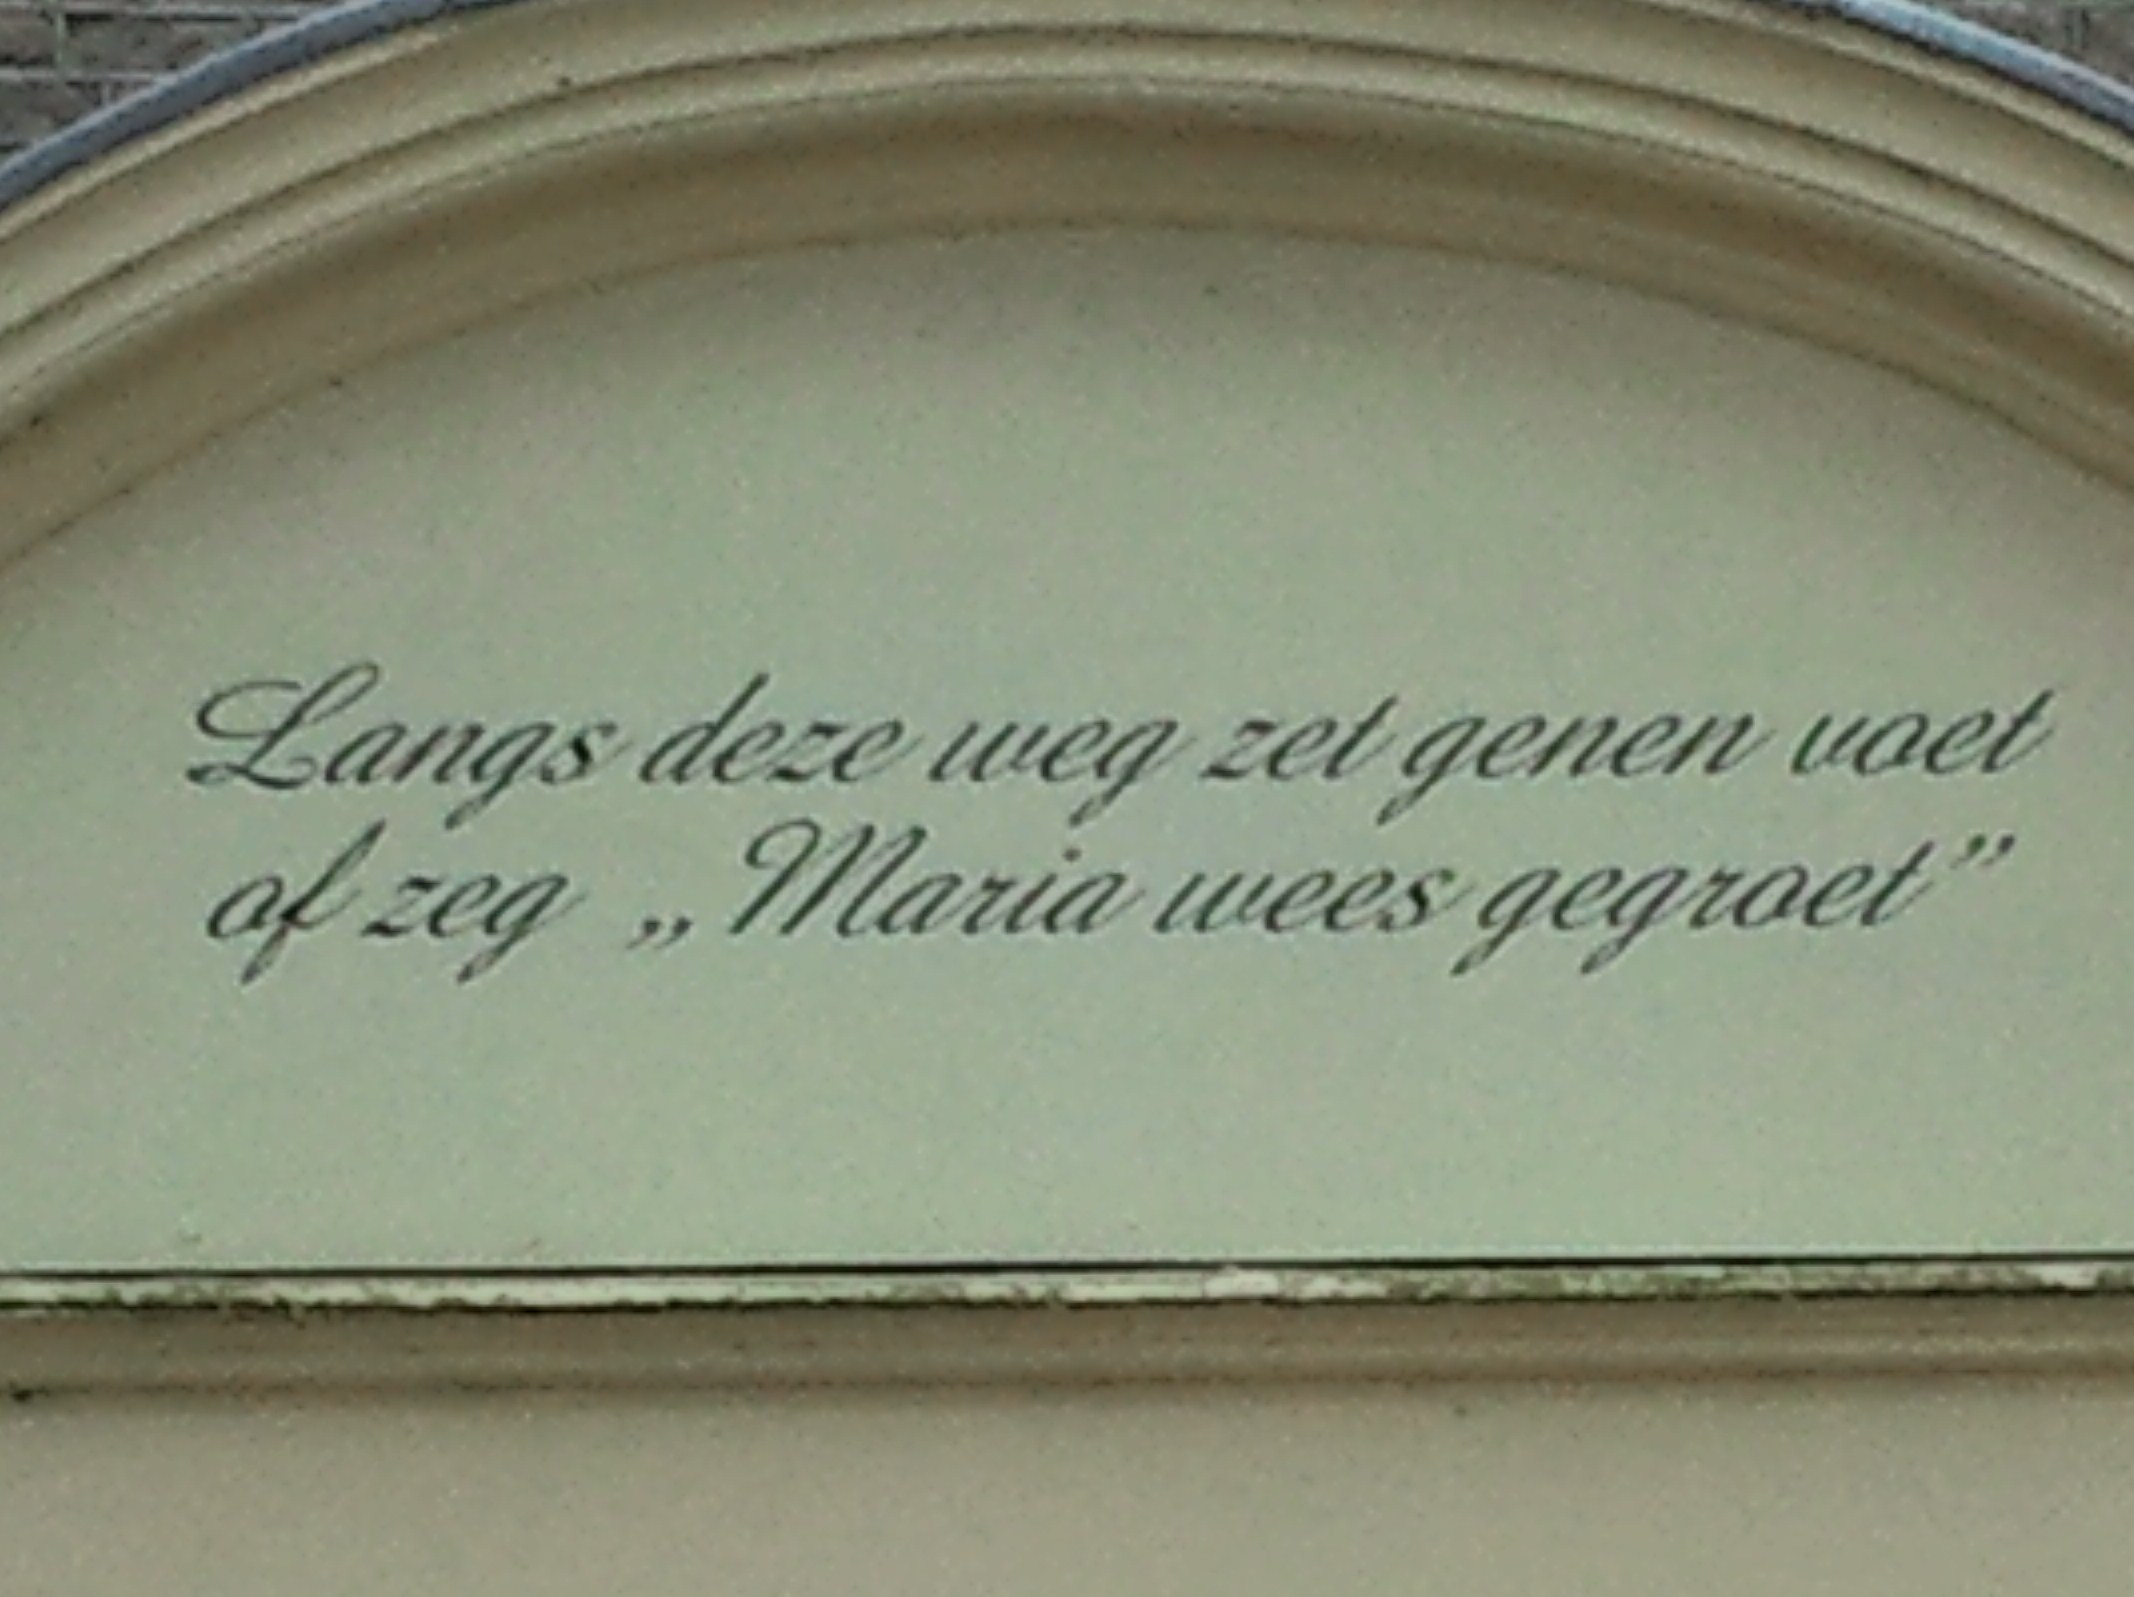 Langs deze weg zet genen voet
of zeg „Maria wees gegroet”